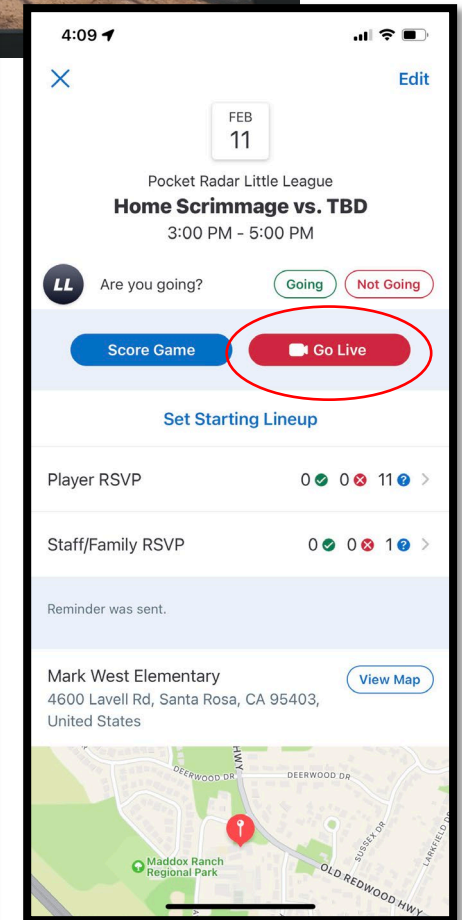 4:09
Edit
FEB
11
Pocket Radar Little League
Home Scrimmage vs. TBD
3:00 PM - 5:00 PM
LL
Are you going?
Going
Not Going
Score Game
Go Live
Set Starting Lineup
Player RSVP
0 0 11 ?
Staff/Family RSVP
0 0 1 ?
Reminder was sent.
Mark West Elementary
View Map
4600 Lavell Rd, Santa Rosa, CA 95403,
United States
HWY
DEERWOOD DR
DEERWOOD DR
SUSSEX DR
LARKFIELD
Maddox Ranch
Regional Park
OLD REDWOOD HWY